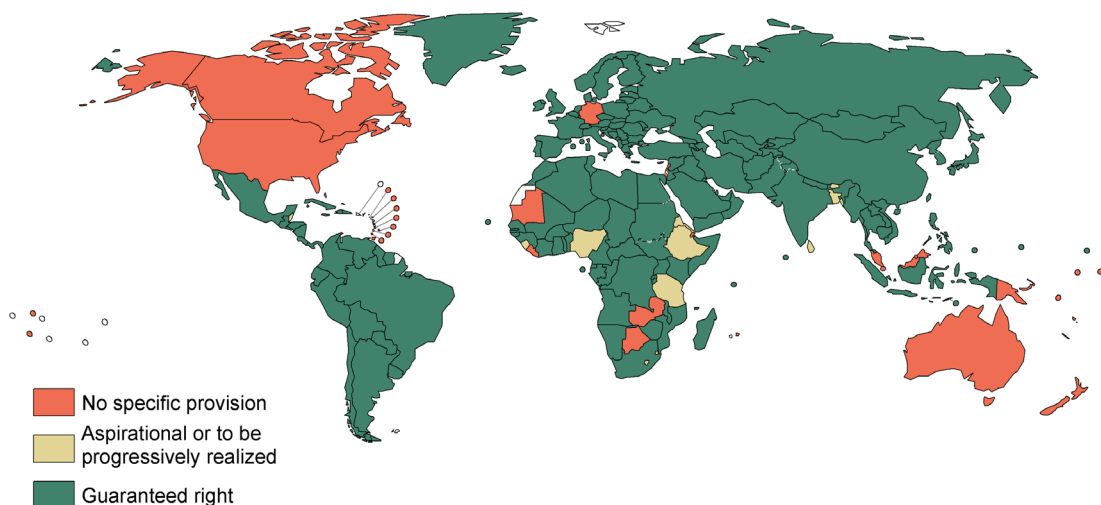 No specific provision
Aspirational or to be
progressively realized
Guaranteed right